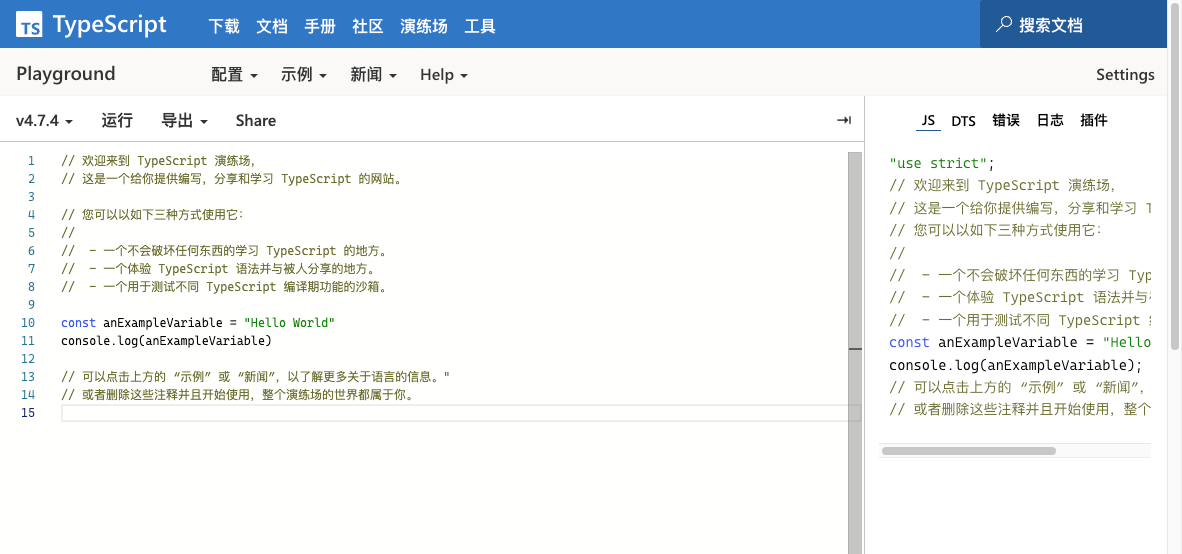 TS TypeScript 下载 文档 手册 社区 演练场 工具 搜索文档
Playground 配置 示例 新闻 Help Settings
v4.7.4 运行 导出 Share
1 // 欢迎来到 TypeScript 演练场，
2 // 这是一个给你提供编写，分享和学习 TypeScript 的网站。
3
4 // 您可以以如下三种方式使用它：
5 //
6 //  - 一个不会破坏任何东西的学习 TypeScript 的地方。
7 //  - 一个体验 TypeScript 语法并与被人分享的地方。
8 //  - 一个用于测试不同 TypeScript 编译期功能的沙箱。
9
10 const anExampleVariable = "Hello World"
11 console.log(anExampleVariable)
12
13 // 可以点击上方的 “示例” 或 “新闻”，以了解更多关于语言的信息。"
14 // 或者删除这些注释并且开始使用，整个演练场的世界都属于你。
15
JS DTS 错误 日志 插件
"use strict";
// 欢迎来到 TypeScript 演练场，
// 这是一个给你提供编写，分享和学习
// 您可以以如下三种方式使用它：
//
//  - 一个不会破坏任何东西的学习 Typ
//  - 一个体验 TypeScript 语法并与
//  - 一个用于测试不同 TypeScript
const anExampleVariable = "Hello
console.log(anExampleVariable);
// 可以点击上方的 “示例” 或 “新闻”，
// 或者删除这些注释并且开始使用，整个